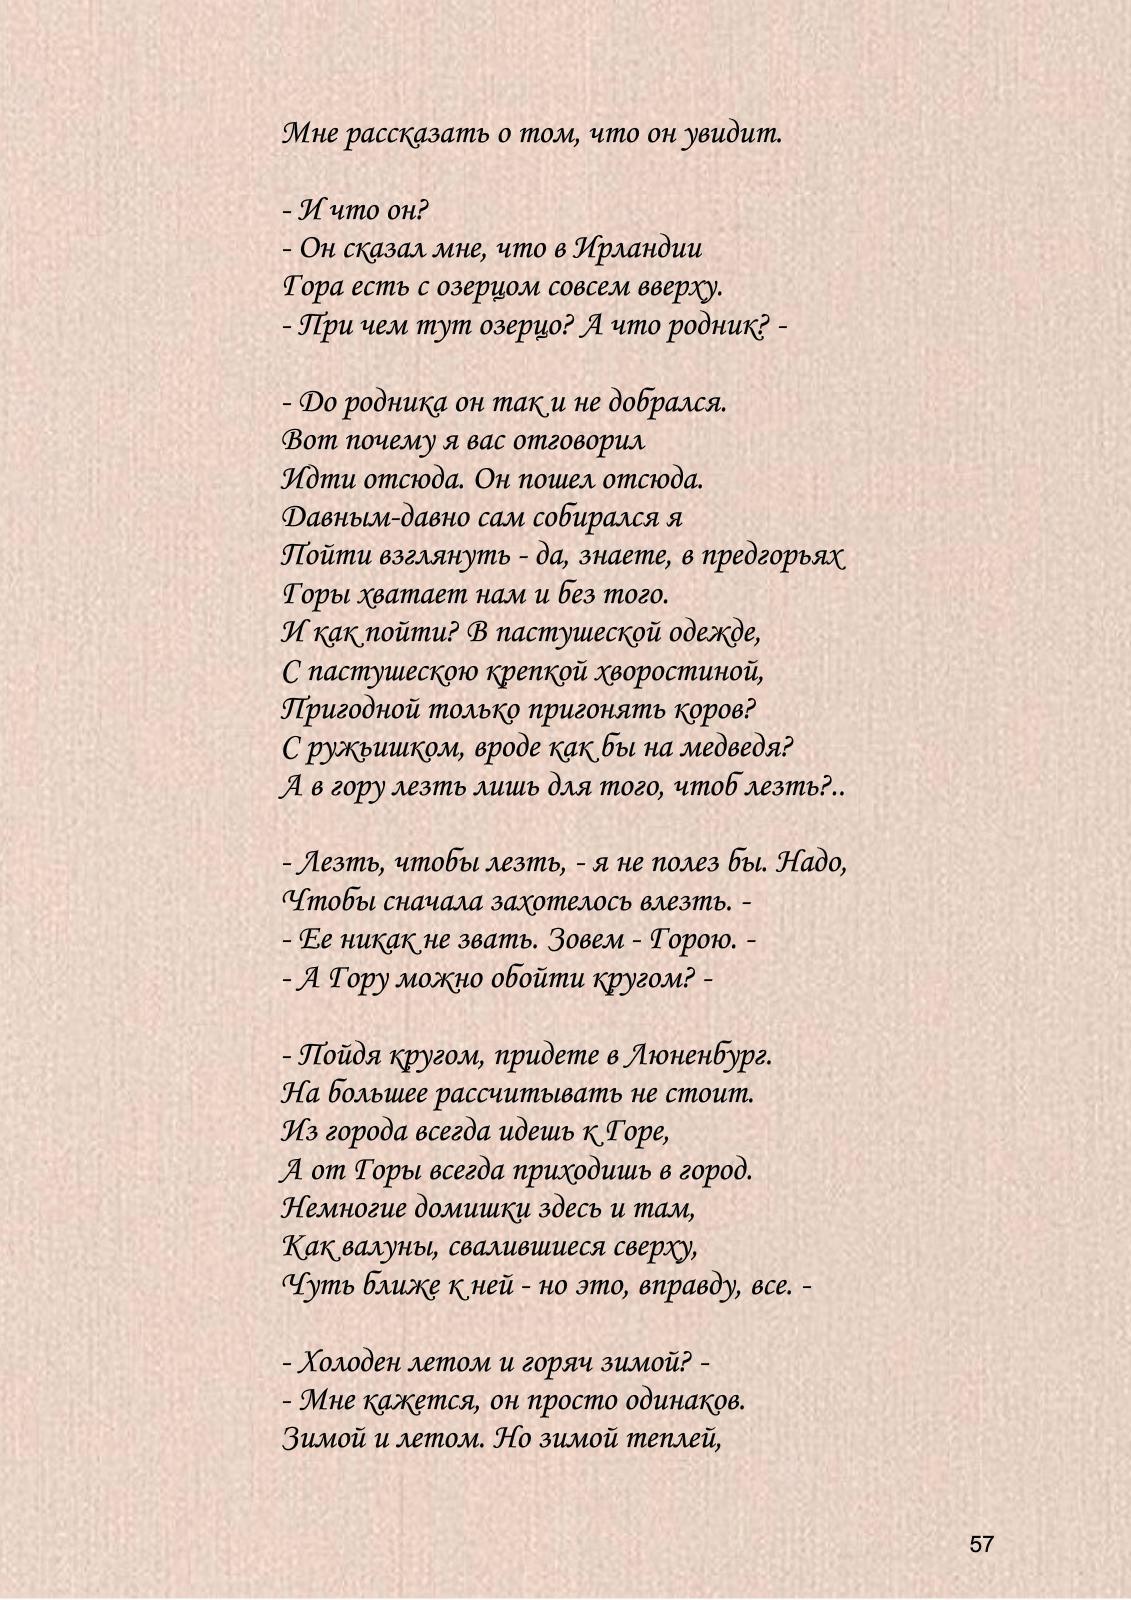 Мне рассказать о том, что он увидит.

- И что он?
- Он сказал мне, что в Ирландии
Гора есть с озерцом совсем вверху.
- При чем тут озерцо? А что родник? -

- До родника он так и не добрался.
Вот почему я вас отговорил
Идти отсюда. Он пошел отсюда.
Давным-давно сам собирался я
Пойти взглянуть - да, знаете, в предгорьях
Горы хватает нам и без того.
И как пойти? В пастушеской одежде,
С пастушескою крепкой хворостиной,
Пригодной только пригонять коров?
С ружьишком, вроде как бы на медведя?
А в гору лезть лишь для того, чтоб лезть?..

- Лезть, чтобы лезть, - я не полез бы. Надо,
Чтобы сначала захотелось влезть. -
- Ее никак не звать. Зовем - Горою. -
- А Гору можно обойти кругом? -

- Пойдя кругом, придете в Люненбург.
На большее рассчитывать не стоит.
Из города всегда идешь к Горе,
А от Горы всегда приходишь в город.
Немногие домишки здесь и там,
Как валуны, свалившиеся сверху,
Чуть ближе к ней - но это, вправду, все. -

- Холоден летом и горяч зимой? -
- Мне кажется, он просто одинаков.
Зимой и летом. Но зимой теплей,

57